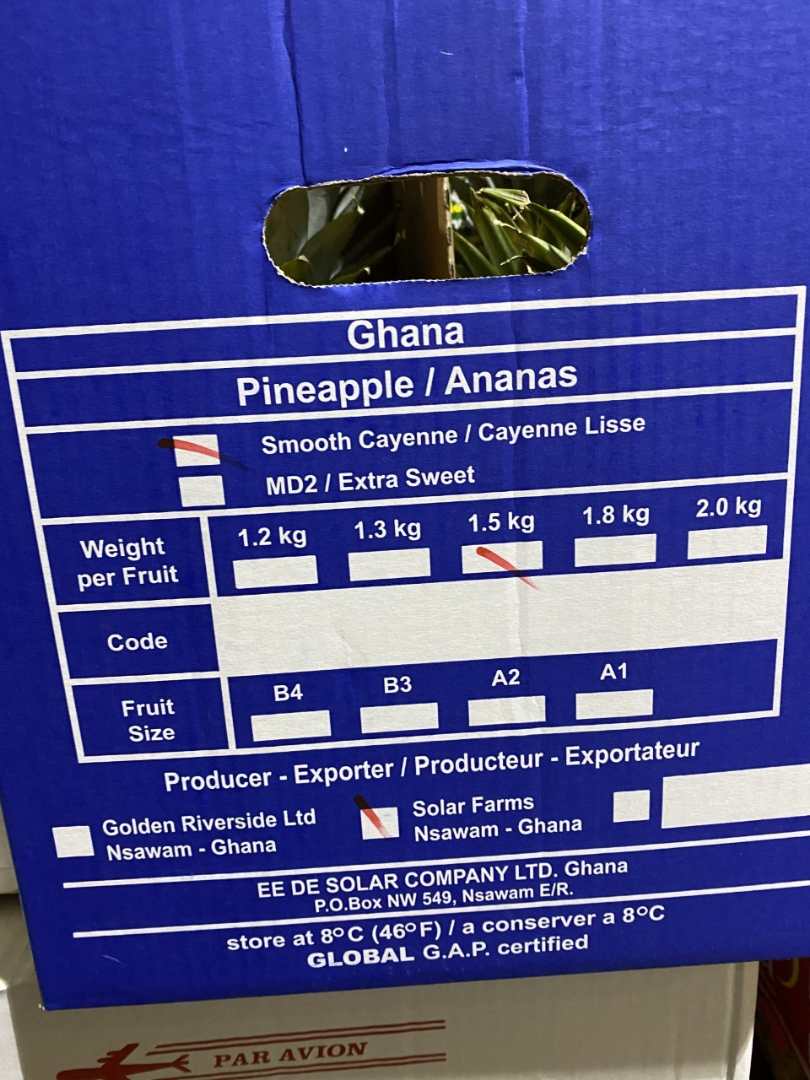 Ghana
Pineapple / Ananas
Smooth Cayenne / Cayenne Lisse
MD2 / Extra Sweet
Weight per Fruit
1.2 kg 1.3 kg 1.5 kg 1.8 kg 2.0 kg
Code
Fruit Size
B4 B3 A2 A1
Producer - Exporter / Producteur - Exportateur
Golden Riverside Ltd
Nsawam - Ghana
Solar Farms
Nsawam - Ghana
EE DE SOLAR COMPANY LTD. Ghana
P.O.Box NW 549, Nsawam E/R.
store at 8°C (46°F) / a conserver a 8°C
GLOBAL G.A.P. certified
PAR AVION